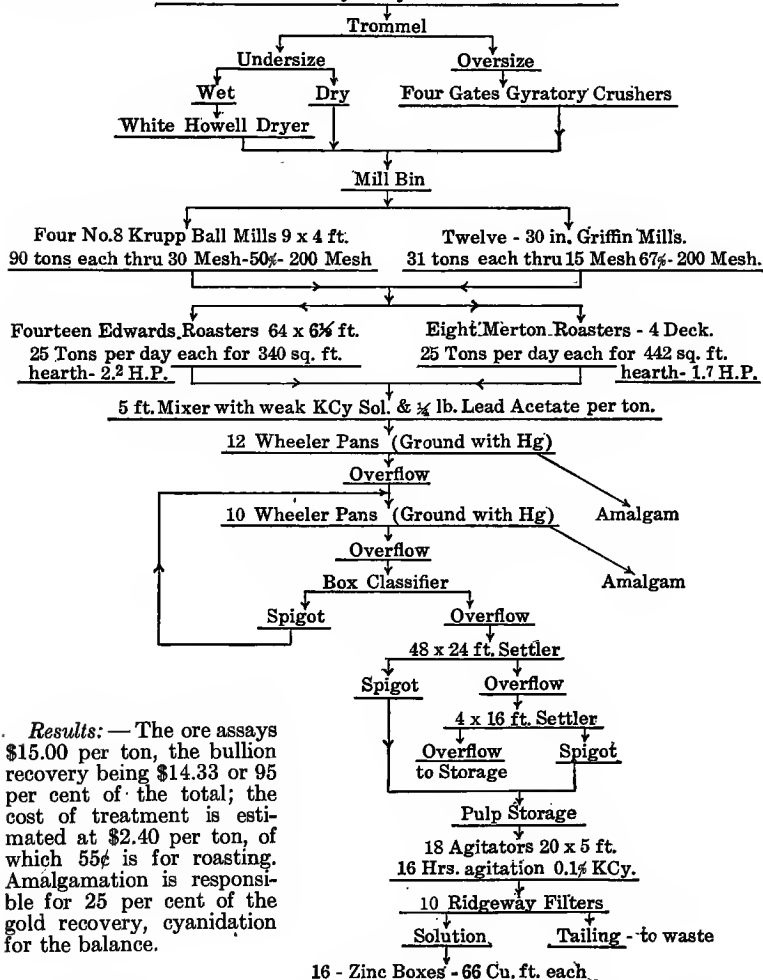 Trommel
Undersize Oversize
Wet Dry Four Gates Gyratory Crushers
White Howell Dryer
Mill Bin
Four No.8 Krupp Ball Mills 9 x 4 ft. Twelve - 30 in. Griffin Mills.
90 tons each thru 30 Mesh-50%- 200 Mesh 31 tons each thru 15 Mesh 67%- 200 Mesh.
Fourteen Edwards Roasters 64 x 6½ ft. Eight Merton Roasters - 4 Deck.
25 Tons per day each for 340 sq. ft. 25 Tons per day each for 442 sq. ft.
hearth- 2.2 H.P. hearth- 1.7 H.P.
5 ft. Mixer with weak KCy Sol. & ¼ lb. Lead Acetate per ton.
12 Wheeler Pans (Ground with Hg)
Overflow
10 Wheeler Pans (Ground with Hg) Amalgam
Overflow
Box Classifier Amalgam
Spigot Overflow
48 x 24 ft. Settler
Spigot Overflow
4 x 16 ft. Settler
Overflow Spigot
to Storage
Pulp Storage
18 Agitators 20 x 5 ft.
16 Hrs. agitation 0.1% KCy.
10 Ridgeway Filters
Solution Tailing - to waste
16 - Zinc Boxes - 66 Cu. ft. each
Results: — The ore assays
$15.00 per ton, the bullion
recovery being $14.33 or 95
per cent of the total; the
cost of treatment is esti-
mated at $2.40 per ton, of
which 55¢ is for roasting.
Amalgamation is responsi-
ble for 25 per cent of the
gold recovery, cyanidation
for the balance.